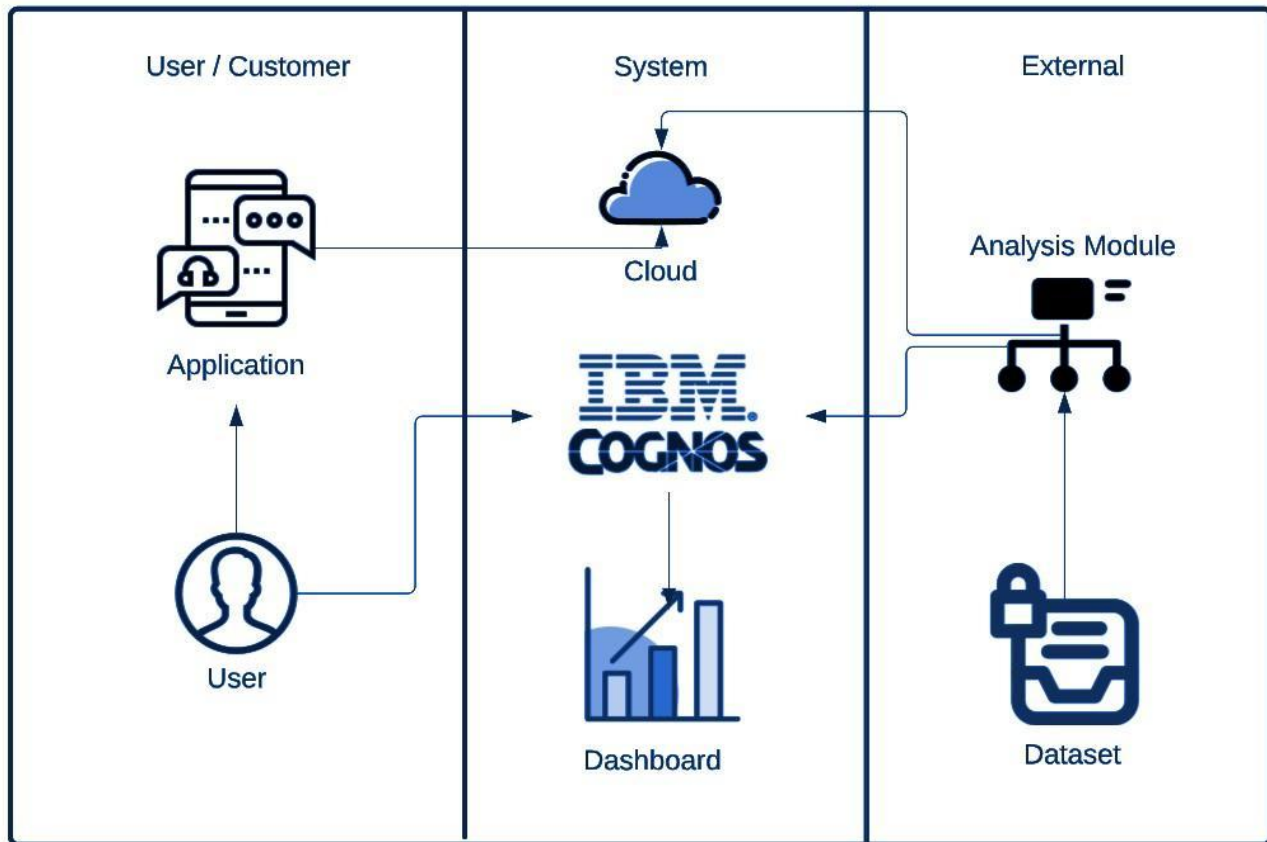 User / Customer
System
External
Application
Cloud
Analysis Module
IBM.
COGNOS
User
Dashboard
Dataset